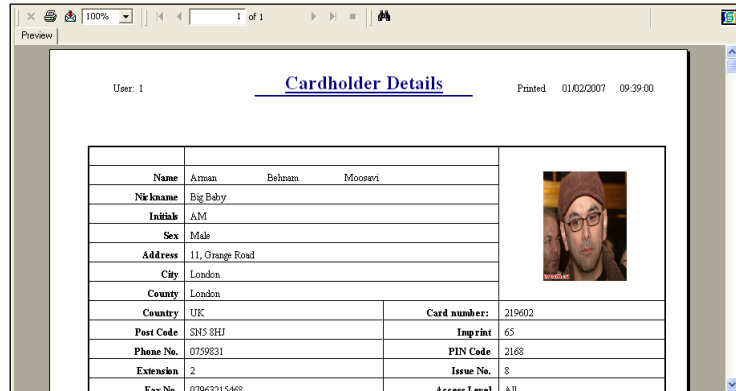 100% 1 of 1
Preview
User: 1 Cardholder Details Printed 01/02/2007 09:39:00
Name Arman Behnam Moosavi
Nickname Big Baby
Initials AM
Sex Male
Address 11, Grange Road
City London
County London
Country UK Card number: 219602
Post Code SN5 8HJ Imprint 65
Phone No. 0759831 PIN Code 2168
Extension 2 Issue No. 8
Fax No. 07963215468 Access Level All